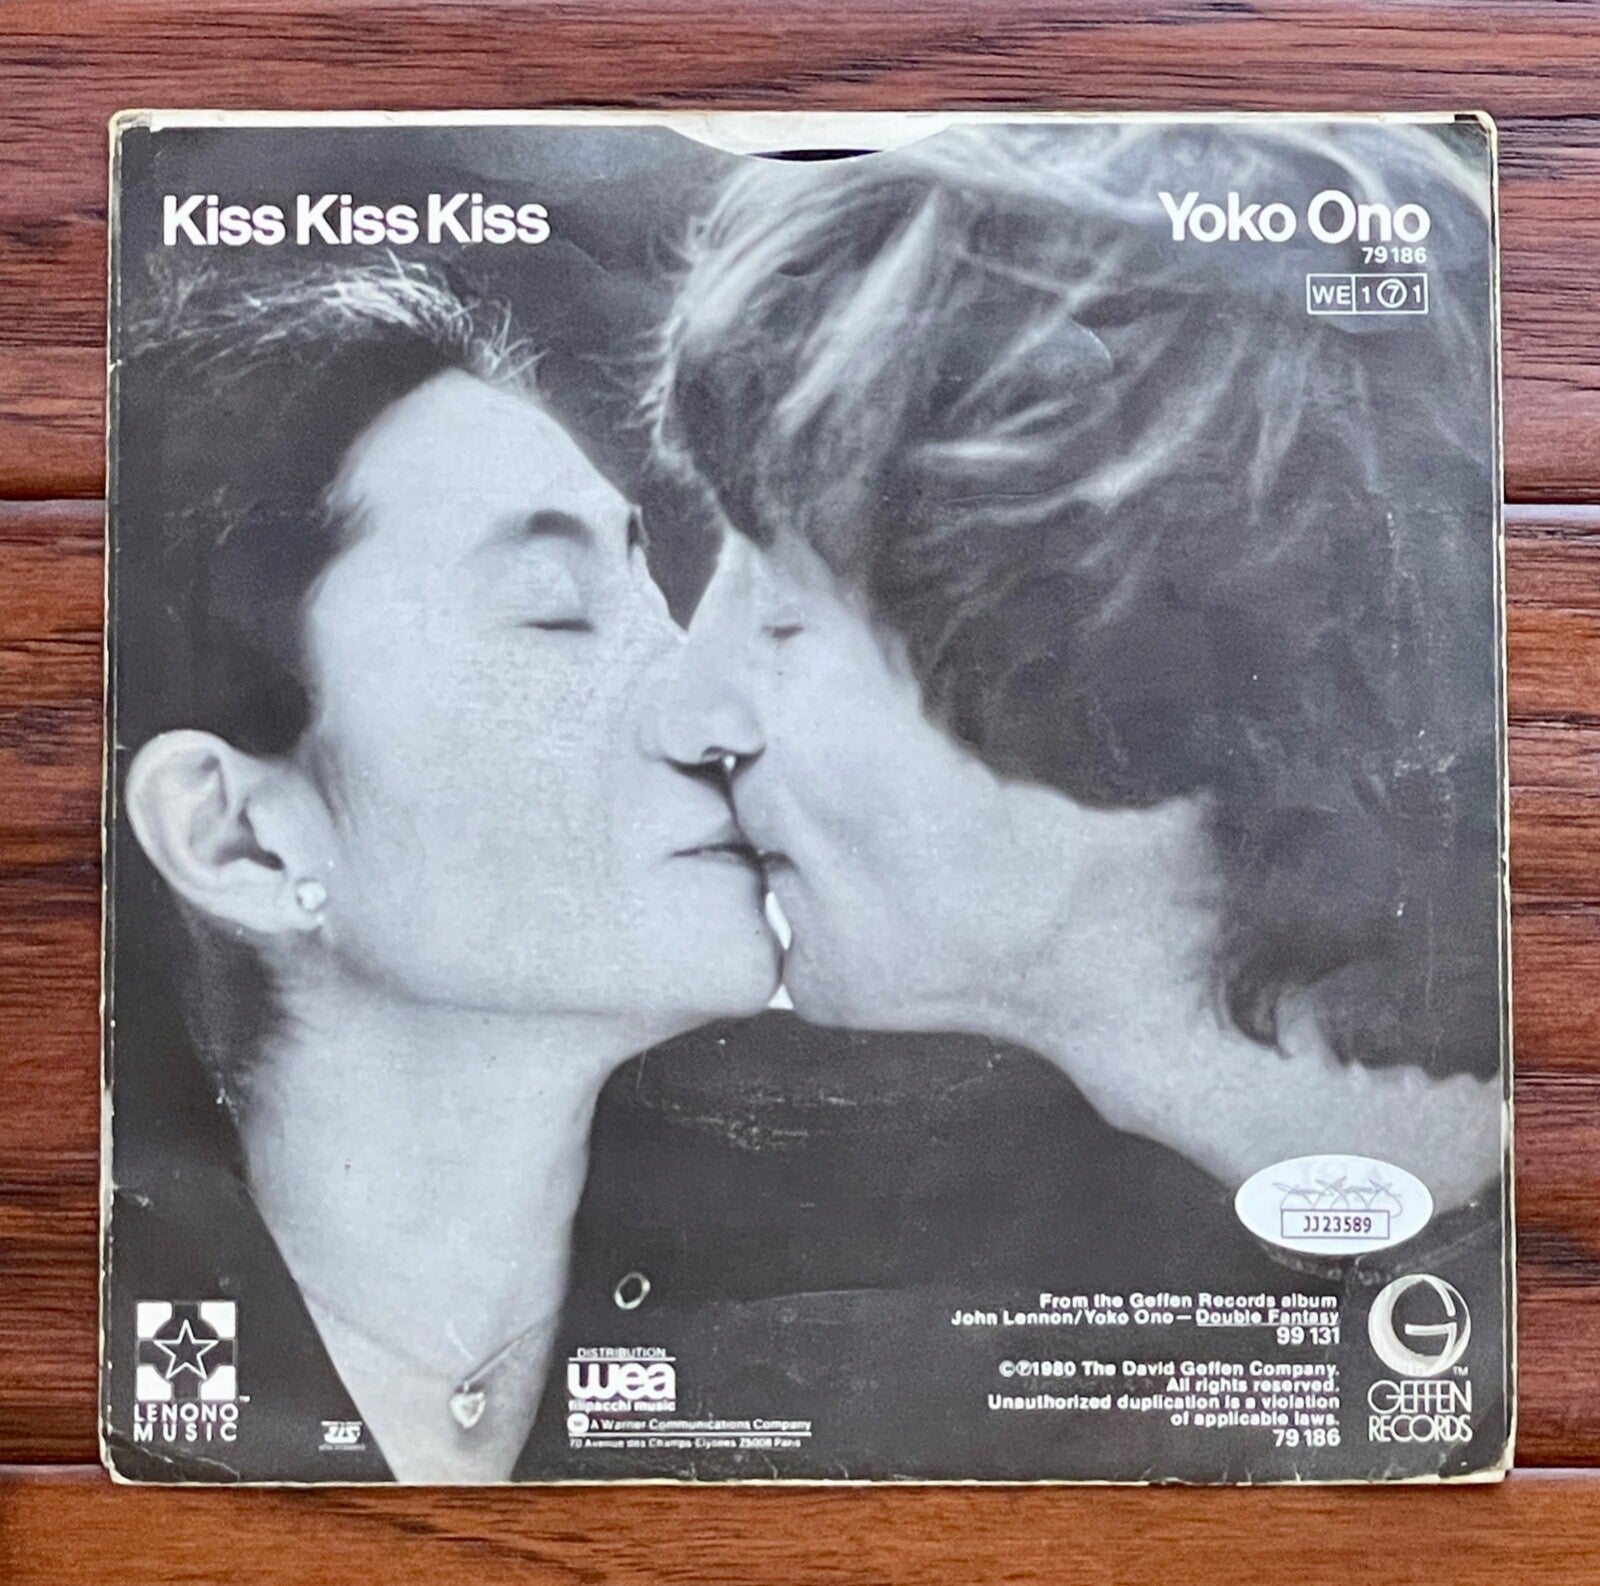 Kiss Kiss Kiss
Yoko Ono
79 186
WE 1 7 1
JJ23589
From the Geffen Records album
John Lennon/Yoko Ono — Double Fantasy
99 131
©℗1980 The David Geffen Company.
All rights reserved.
Unauthorized duplication is a violation
of applicable laws.
79 186
GEFFEN
RECORDS
™
LENONO™
MUSIC
DISTRIBUTION
wea
filipacchi music
A Warner Communications Company
70 Avenue des Champs Elysees 75008 Paris